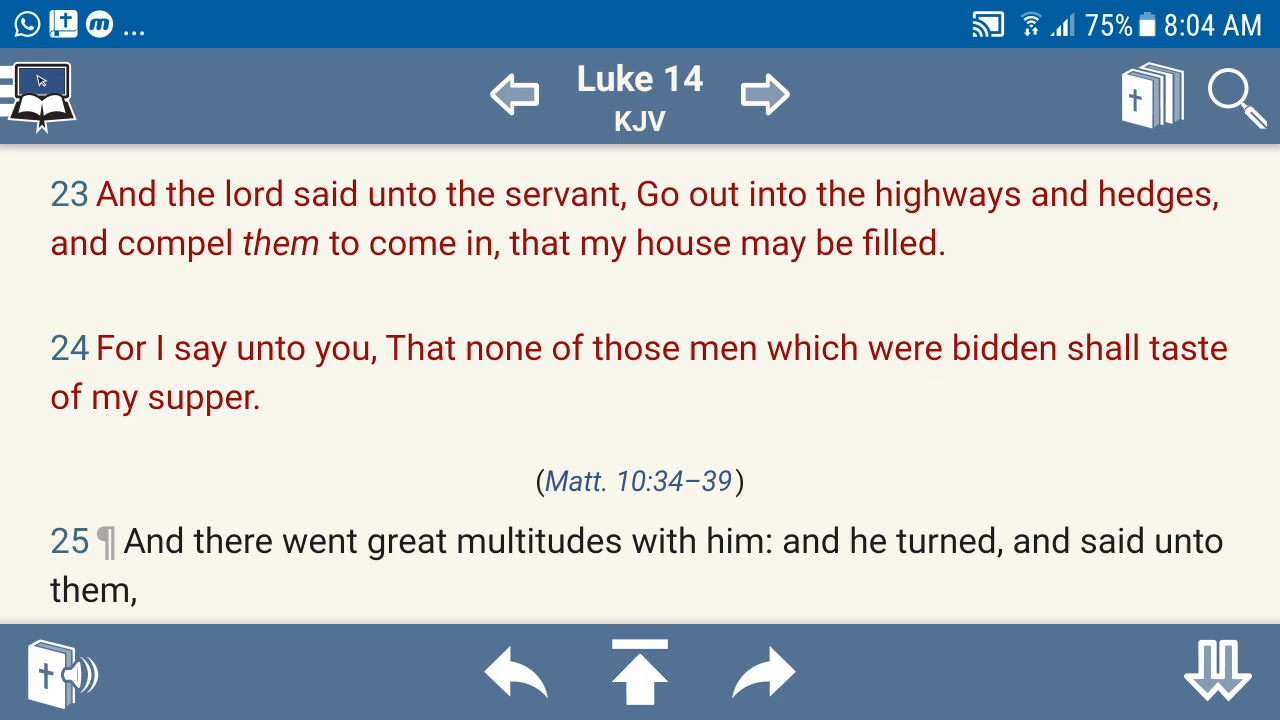 ... 75% 8:04 AM
Luke 14
KJV
23 And the lord said unto the servant, Go out into the highways and hedges,
and compel them to come in, that my house may be filled.
24 For I say unto you, That none of those men which were bidden shall taste
of my supper.
(Matt. 10:34–39)
25 ¶ And there went great multitudes with him: and he turned, and said unto
them,